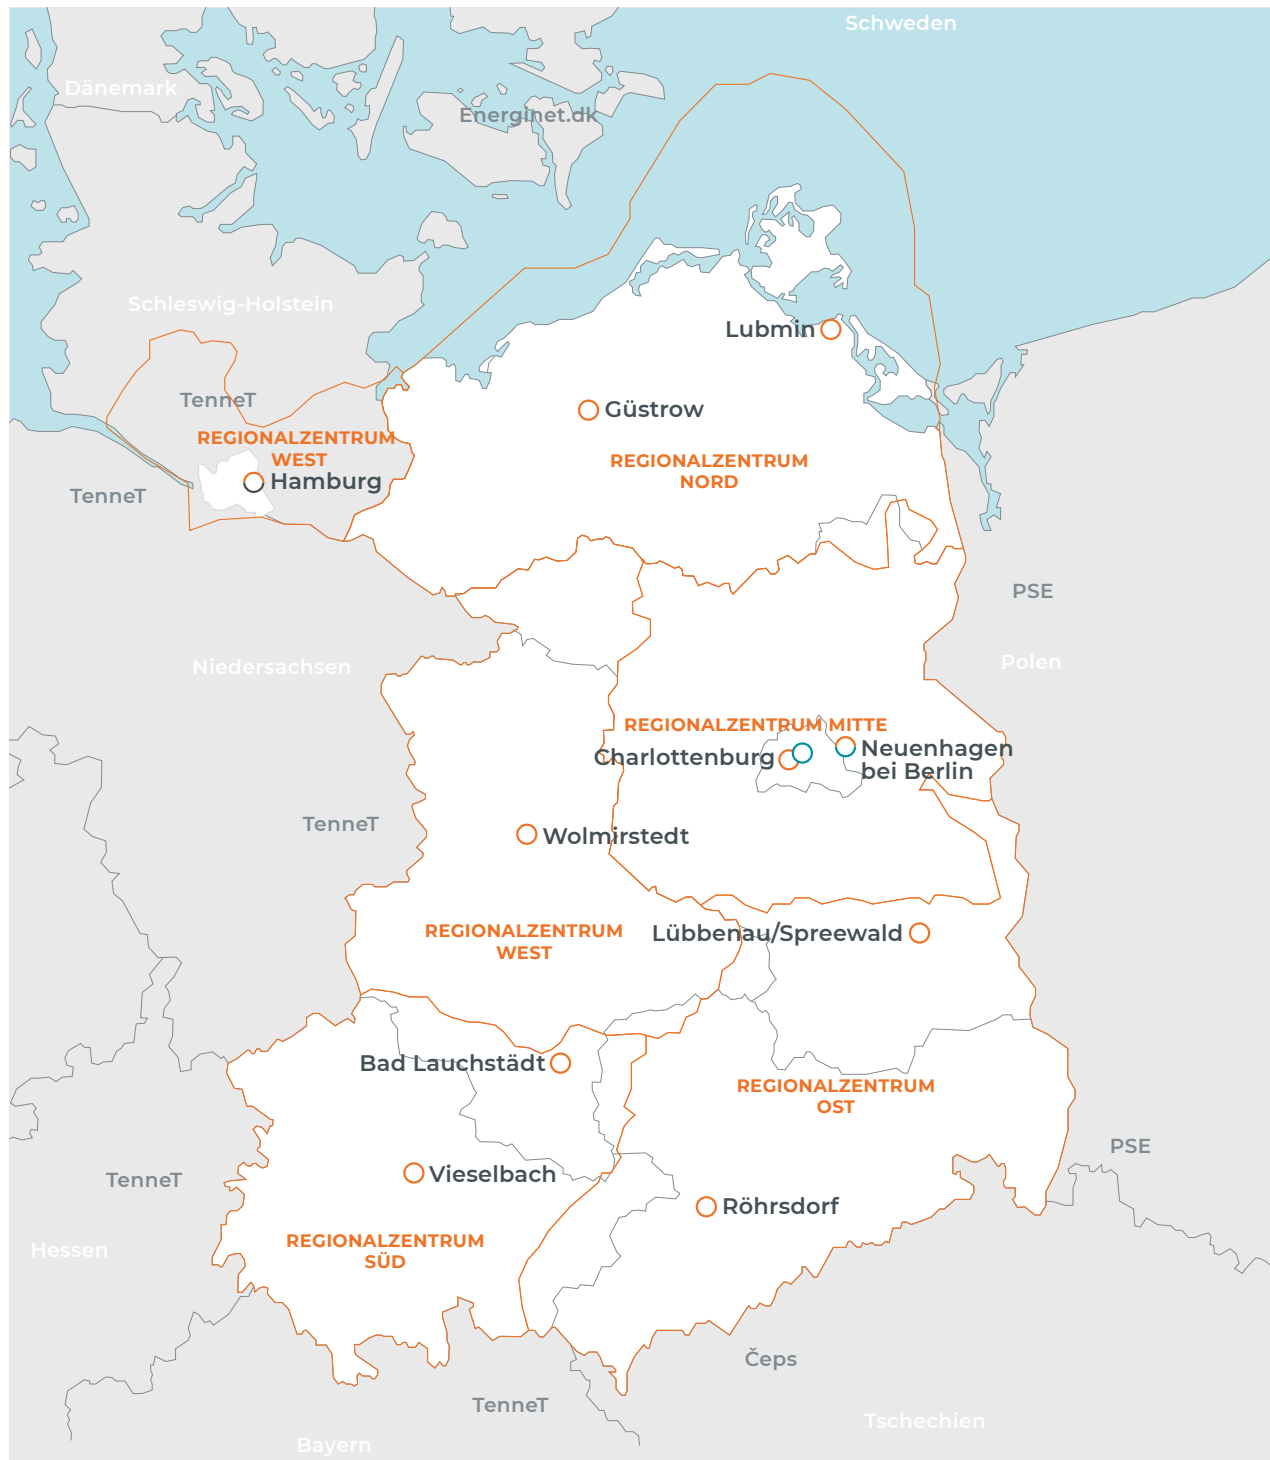 Schweden
Dänemark
Energinet.dk
Schleswig-Holstein
Lubmin
TenneT
Güstrow
REGIONALZENTRUM
WEST
Hamburg
REGIONALZENTRUM
NORD
TenneT
PSE
Niedersachsen
Polen
REGIONALZENTRUM MITTE
Charlottenburg
Neuenhagen
bei Berlin
TenneT
Wolmirstedt
REGIONALZENTRUM
WEST
Lübbenau/Spreewald
Bad Lauchstädt
REGIONALZENTRUM
OST
PSE
TenneT
Vieselbach
Röhrsdorf
Hessen
REGIONALZENTRUM
SÜD
Čeps
TenneT
Tschechien
Bayern